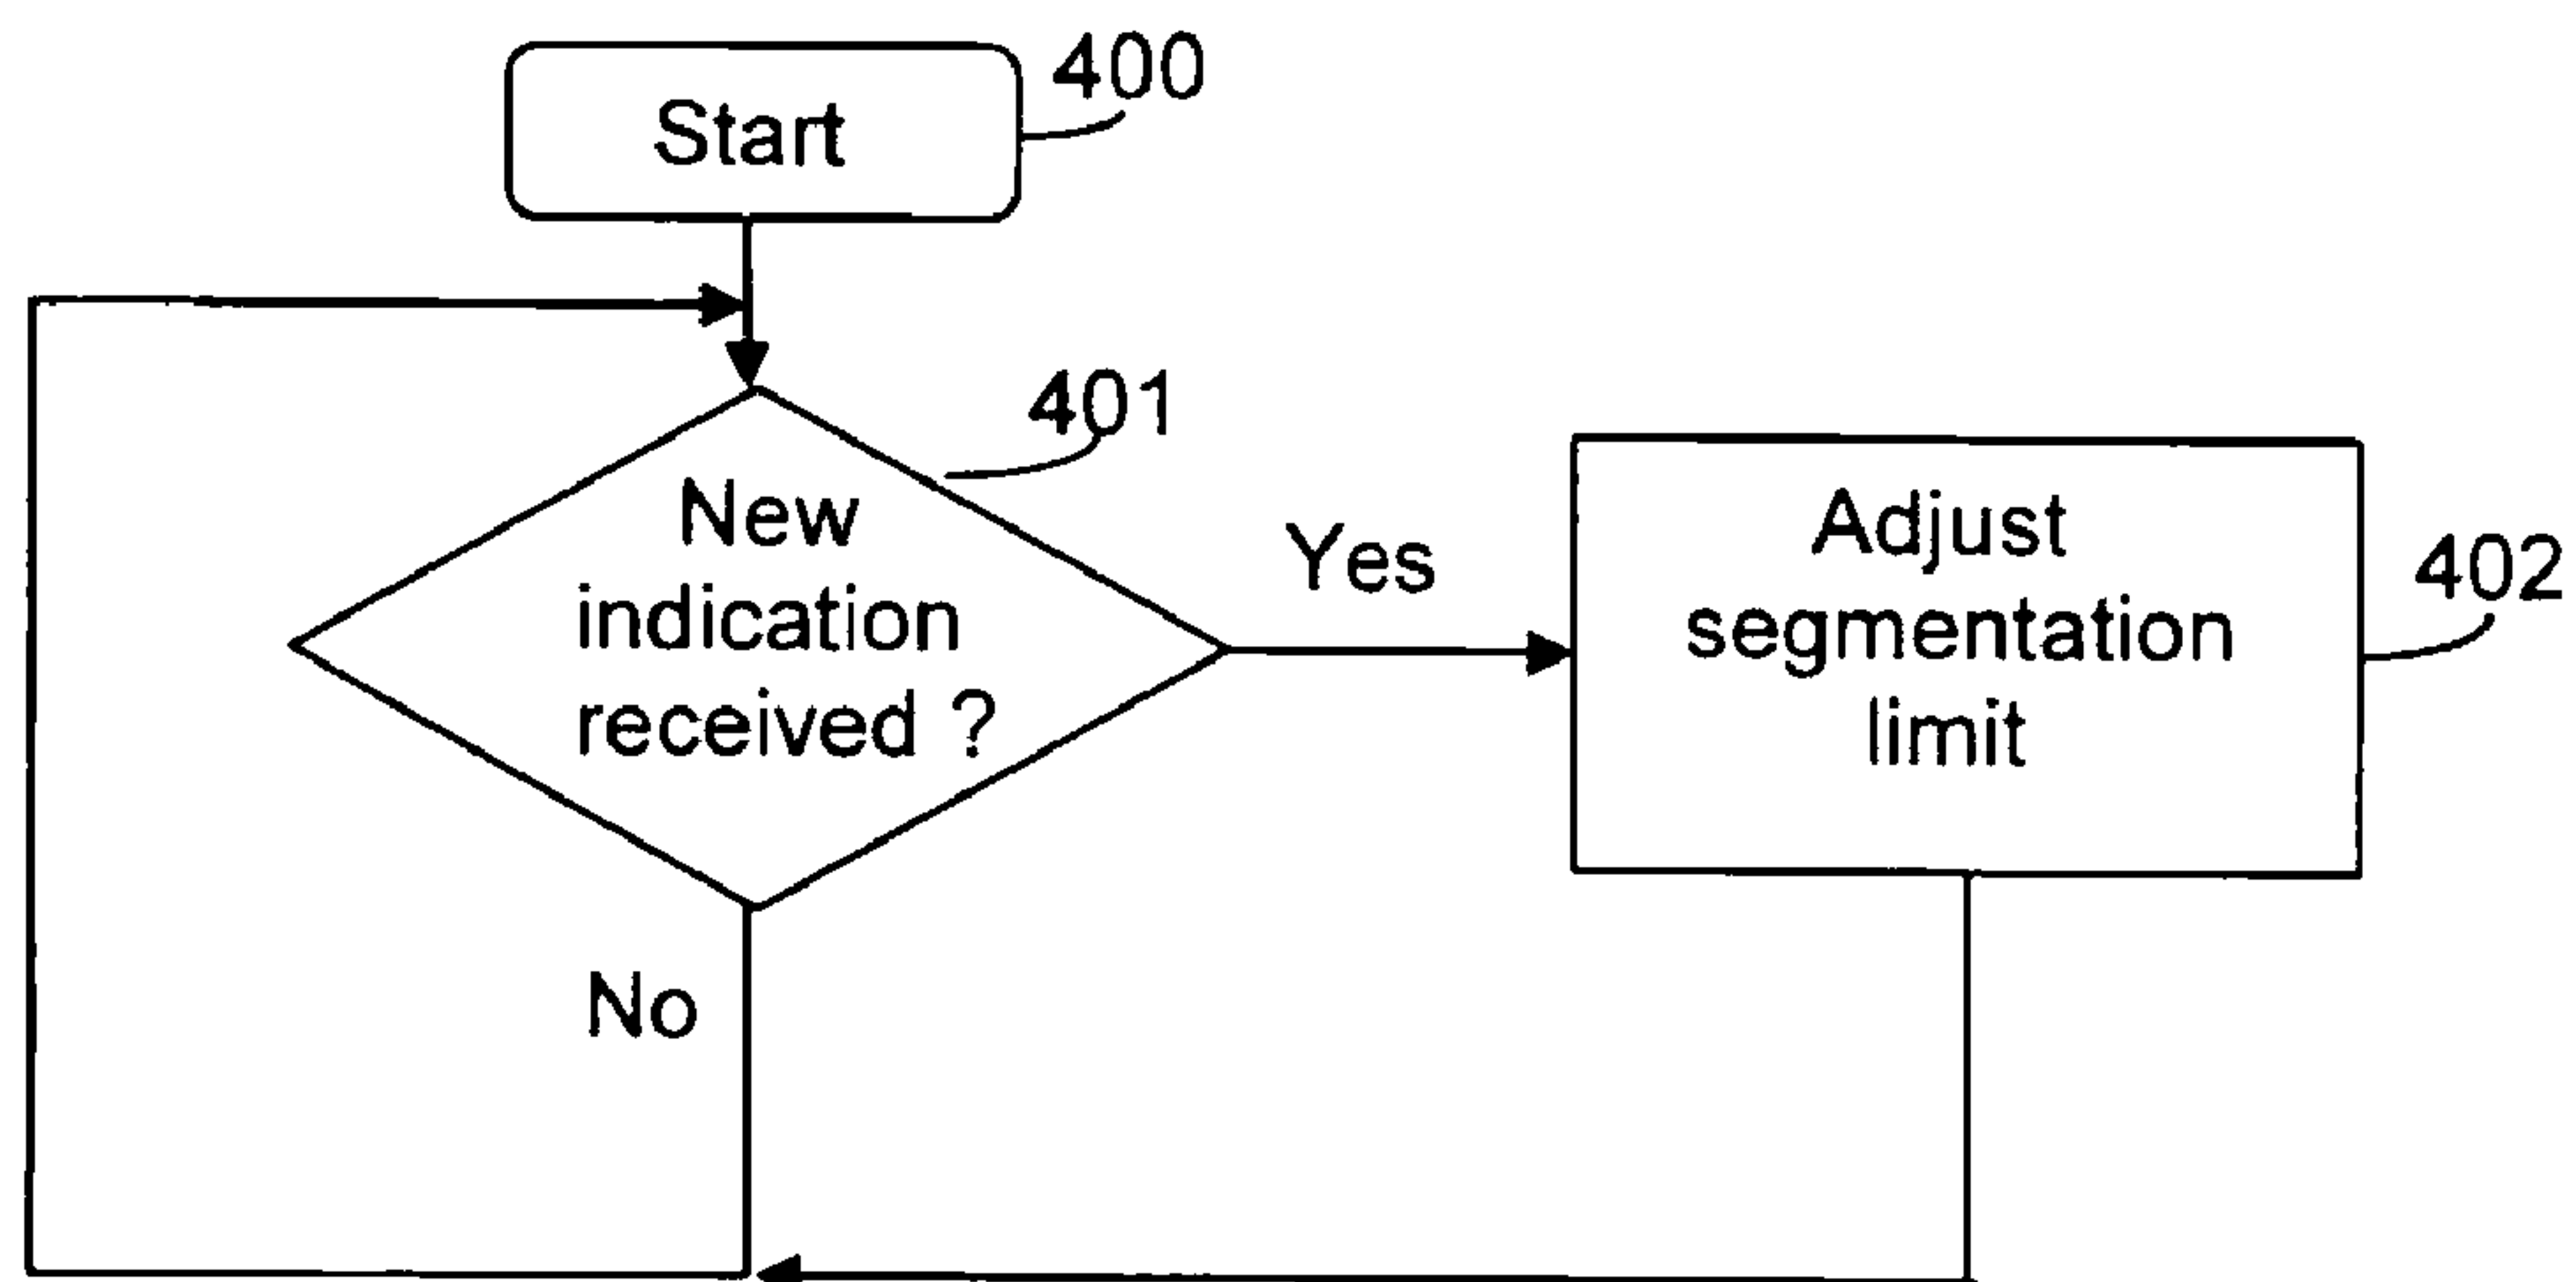 400
Start
401
New
indication
received ?
Yes
Adjust
segmentation
limit
402
No